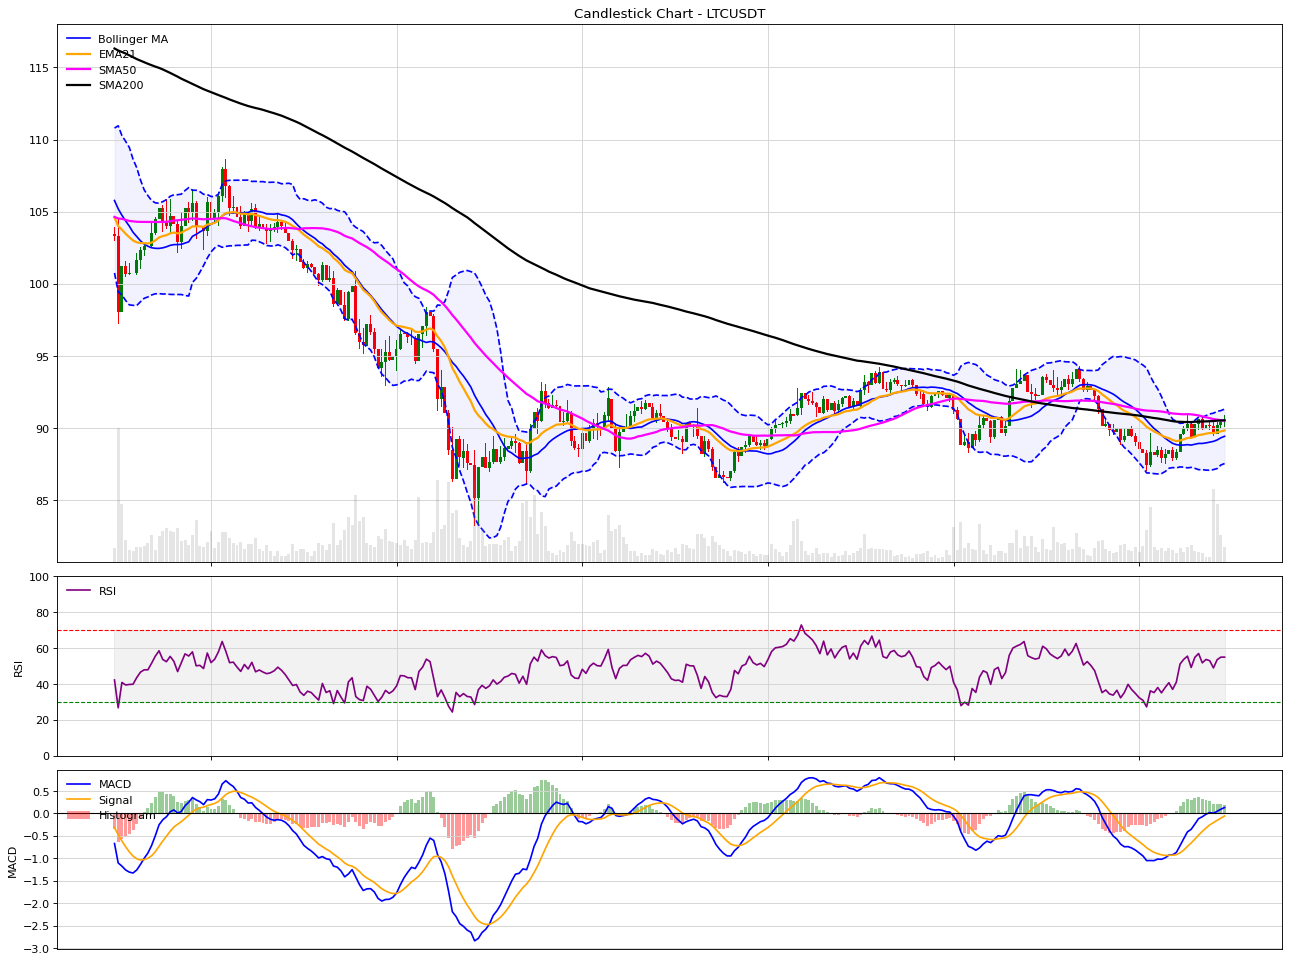 Candlestick Chart - LTCUSDT
Bollinger MA
EMA21
SMA50
SMA200
115
110
105
100
95
90
85
RSI
100
80
60
40
20
0
RSI
MACD
Signal
Histogram
0.5
0.0
−0.5
−1.0
−1.5
−2.0
−2.5
−3.0
MACD